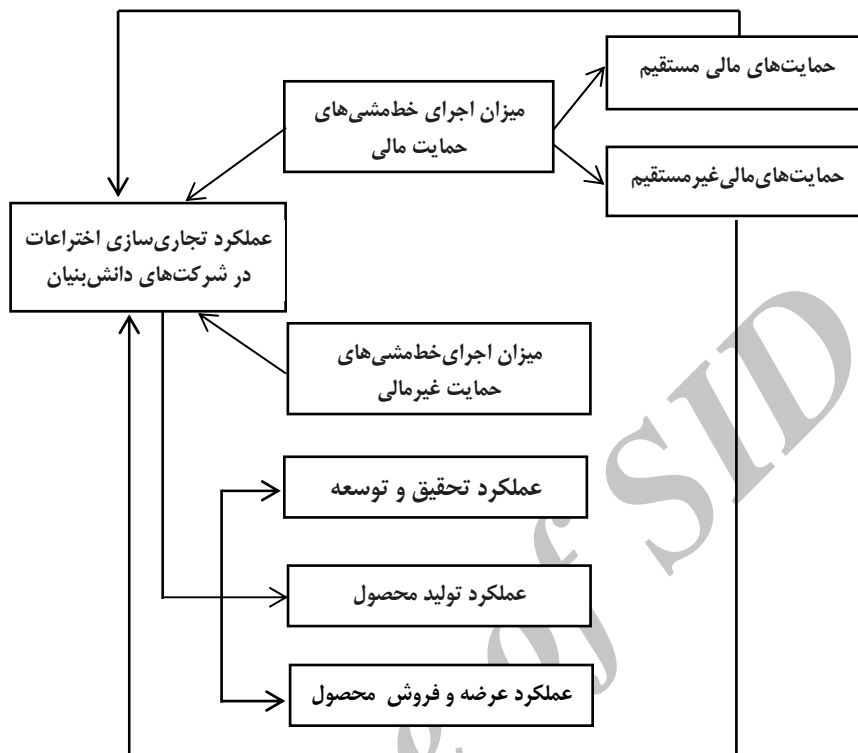 حمایت‌های مالی مستقیم
میزان اجرای خط‌مشی‌های
حمایت مالی
حمایت‌های‌مالی‌غیرمستقیم
عملکرد تجاری‌سازی اختراعات
در شرکت‌های دانش‌بنیان
میزان اجرای‌خط‌مشی‌های
حمایت غیرمالی
عملکرد تحقیق و توسعه
عملکرد تولید محصول
عملکرد عرضه و فروش محصول
of SID